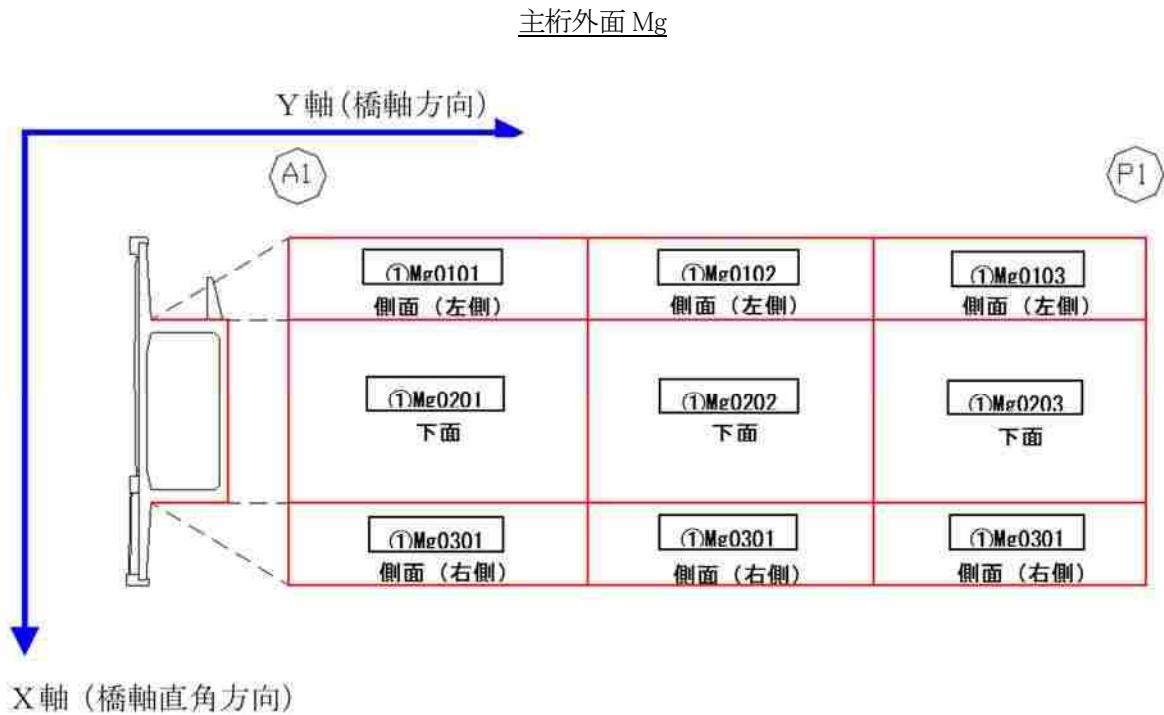 主桁外面 Mg
Y軸(橋軸方向)
A1
P1
①Mg0101
側面 (左側)
①Mg0102
側面 (左側)
①Mg0103
側面 (左側)
①Mg0201
下面
①Mg0202
下面
①Mg0203
下面
①Mg0301
側面 (右側)
①Mg0301
側面 (右側)
①Mg0301
側面 (右側)
X軸 (橋軸直角方向)